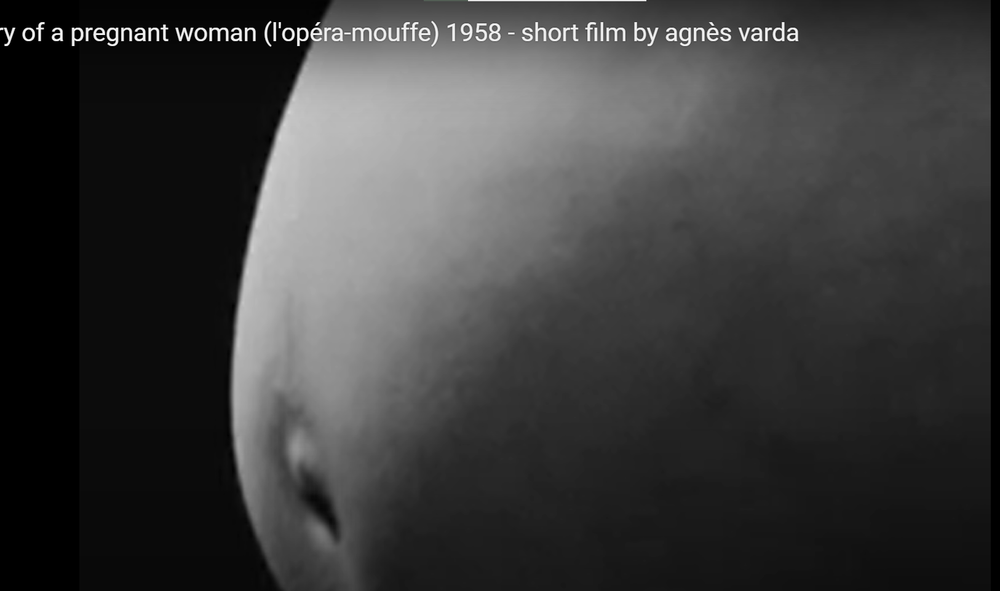 ry of a pregnant woman (l'opéra-mouffe) 1958 - short film by agnès varda